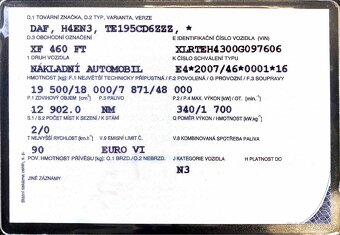 D.1 TOVÁRNÍ ZNAČKA, D.2 TYP, VARIANTA, VERZE
DAF, H4EN3, TE195CD6ZZZ, *
D.3 OBCHODNÍ OZNAČENÍ E IDENTIFIKAČNÍ ČÍSLO VOZIDLA (VIN)
XF 460 FT XLRTEH4300G097606
1 DRUH VOZIDLA K ČÍSLO SCHVÁLENÍ TYPU
NÁKLADNÍ AUTOMOBIL E4*2007/46*0001*16
HMOTNOST (kg) F.1 NEJVĚTŠÍ TECHNICKY PŘÍPUSTNÁ / F.2 POVOLENÁ / G PROVOZNÍ / F.3 SOUPRAVY
19 500/18 000/7 871/48 000
P.1 ZDVIHOVÝ OBJEM (cm³) P.2 / P.4 MAX. VÝKON (kW) / OT. (min⁻¹)
12 902.0 NM 340/1 700
S.1 / S.2 POČET MÍST K SEZENÍ / K STÁNÍ Q POMĚR VÝKON / HMOTNOST (kW/kg⁻¹)
2/0
T NEJVYŠŠÍ RYCHLOST (km.h⁻¹) V.9 EMISNÍ LIMIT Č. V.8 KOMBINOVANÁ SPOTŘEBA PALIVA
90 EURO VI
POV. HMOTNOST PŘÍVĚSU (kg) O.1 BRZD./ O.2 NEBRZD. J KATEGORIE VOZIDLA H PLATNOST DO
N3
JINÉ ZÁZNAMY